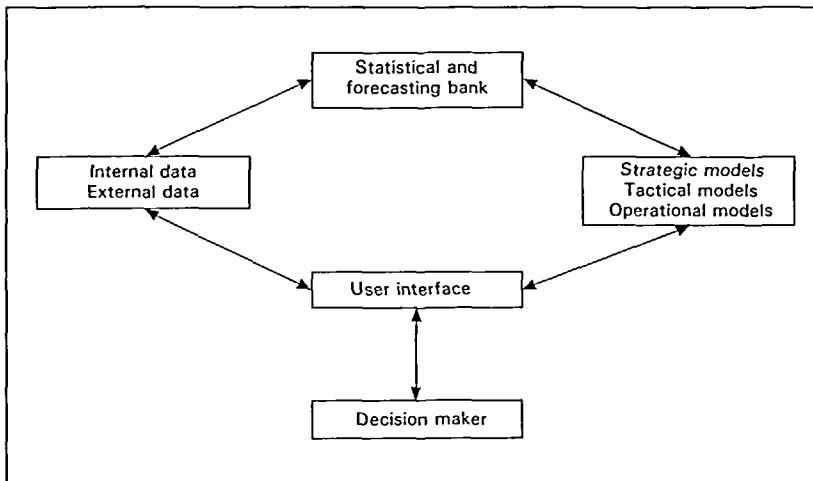 Statistical and
forecasting bank
Internal data
External data
Strategic models
Tactical models
Operational models
User interface
Decision maker